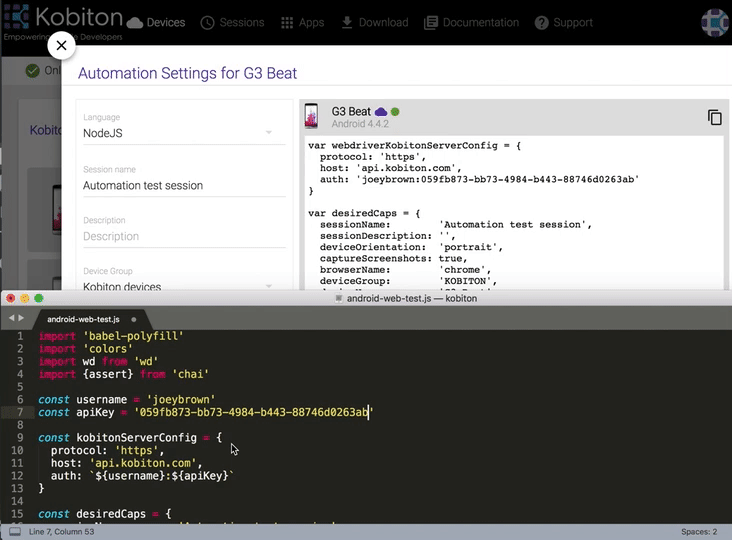 Kobiton
Devices
Sessions
Apps
Download
Documentation
Support
Automation Settings for G3 Beat
Language
NodeJS
Session name
Automation test session
Description
Description
Device Group
Kobiton devices
G3 Beat
Android 4.4.2
var webdriverKobitonServerConfig = {
protocol: 'https',
host: 'api.kobiton.com',
auth: 'joeybrown:059fb873-bb73-4984-b443-88746d0263ab'
}
var desiredCaps = {
sessionName: 'Automation test session',
sessionDescription: '',
deviceOrientation: 'portrait',
captureScreenshots: true,
browserName: 'chrome',
deviceGroup: 'KOBITON',
android-web-test.js — kobiton
android-web-test.js
1 import 'babel-polyfill'
2 import 'colors'
3 import wd from 'wd'
4 import {assert} from 'chai'
5
6 const username = 'joeybrown'
7 const apiKey = '059fb873-bb73-4984-b443-88746d0263ab'
8
9 const kobitonServerConfig = {
10 protocol: 'https',
11 host: 'api.kobiton.com',
12 auth: `${username}:${apiKey}`
13 }
14
15 const desiredCaps = {
Line 7, Column 53
Spaces: 2